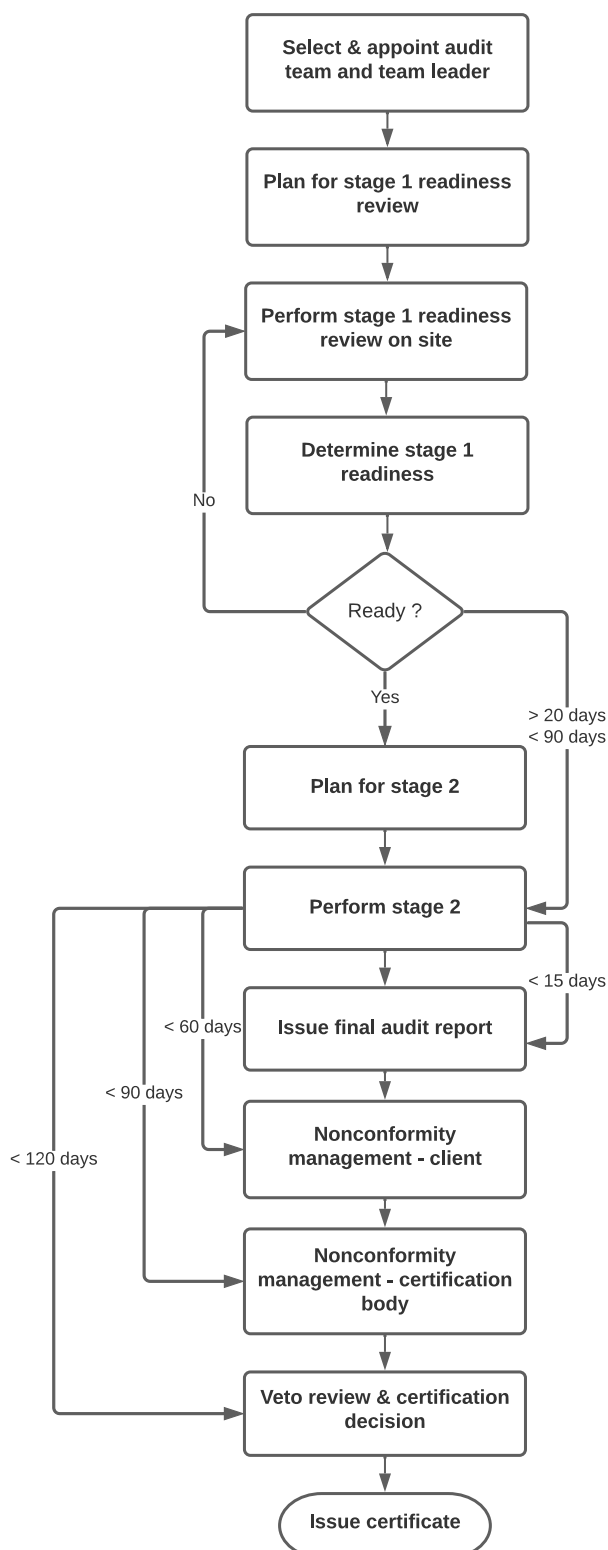 Select & appoint audit
team and team leader
Plan for stage 1 readiness
review
Perform stage 1 readiness
review on site
Determine stage 1
readiness
No
Ready ?
Yes
> 20 days
< 90 days
Plan for stage 2
Perform stage 2
< 15 days
< 60 days
Issue final audit report
< 90 days
Nonconformity
management - client
< 120 days
Nonconformity
management - certification
body
Veto review & certification
decision
Issue certificate